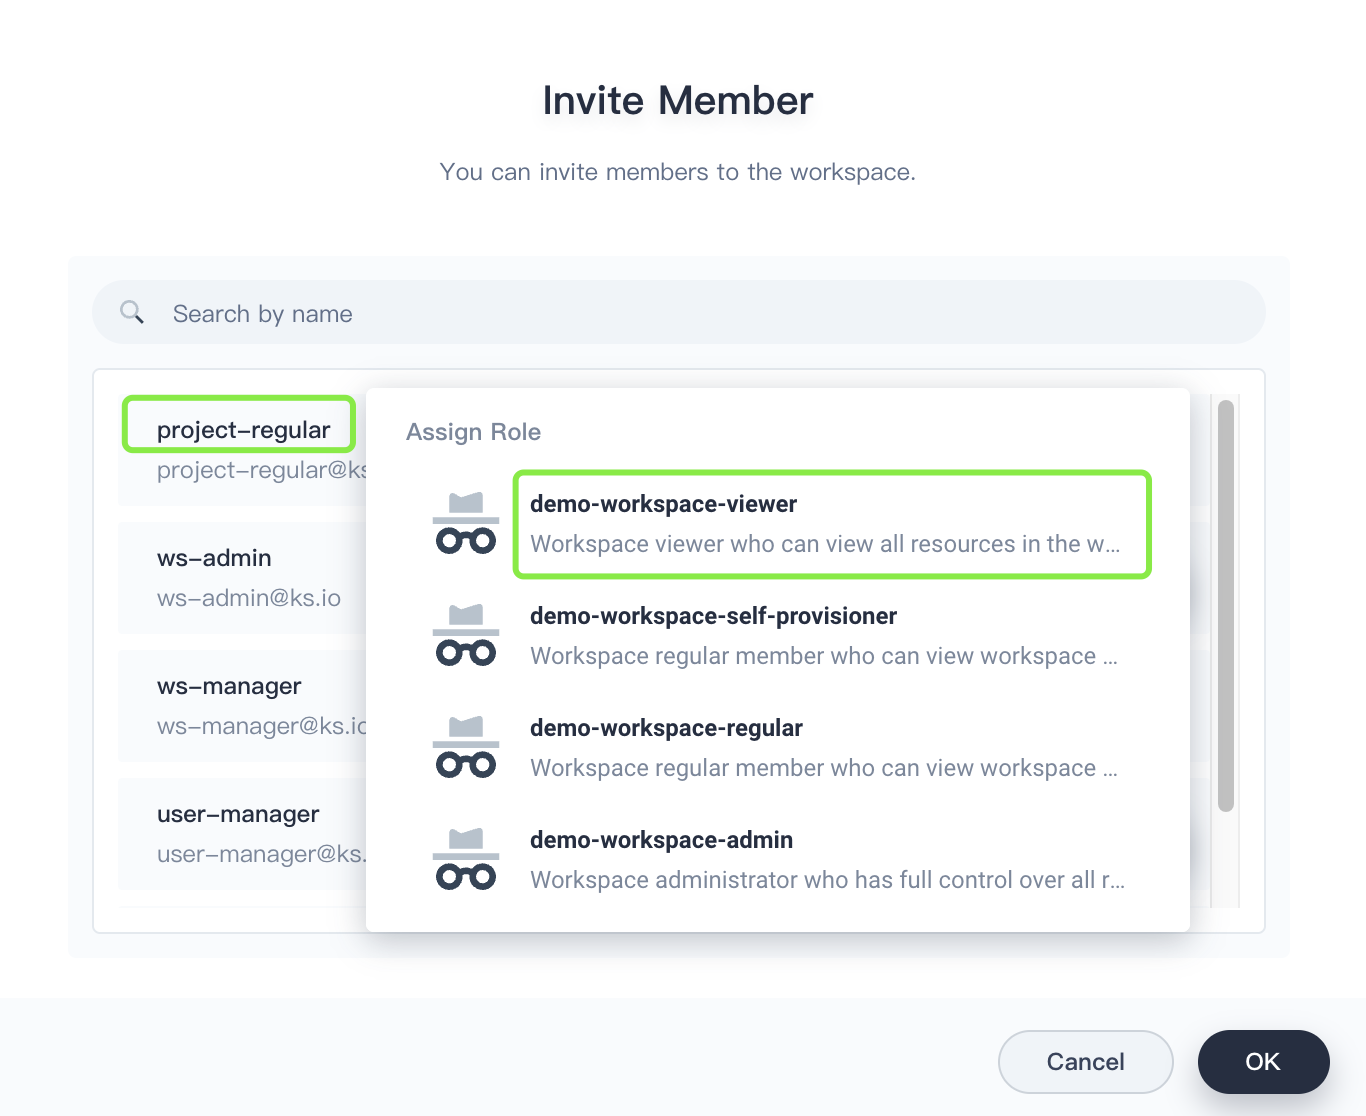 Invite Member
You can invite members to the workspace.
Search by name
project-regular
project-regular@ks
ws-admin
ws-admin@ks.io
ws-manager
ws-manager@ks.io
user-manager
user-manager@ks.
Assign Role
demo-workspace-viewer
Workspace viewer who can view all resources in the w...
demo-workspace-self-provisioner
Workspace regular member who can view workspace ...
demo-workspace-regular
Workspace regular member who can view workspace ...
demo-workspace-admin
Workspace administrator who has full control over all r...
Cancel
OK